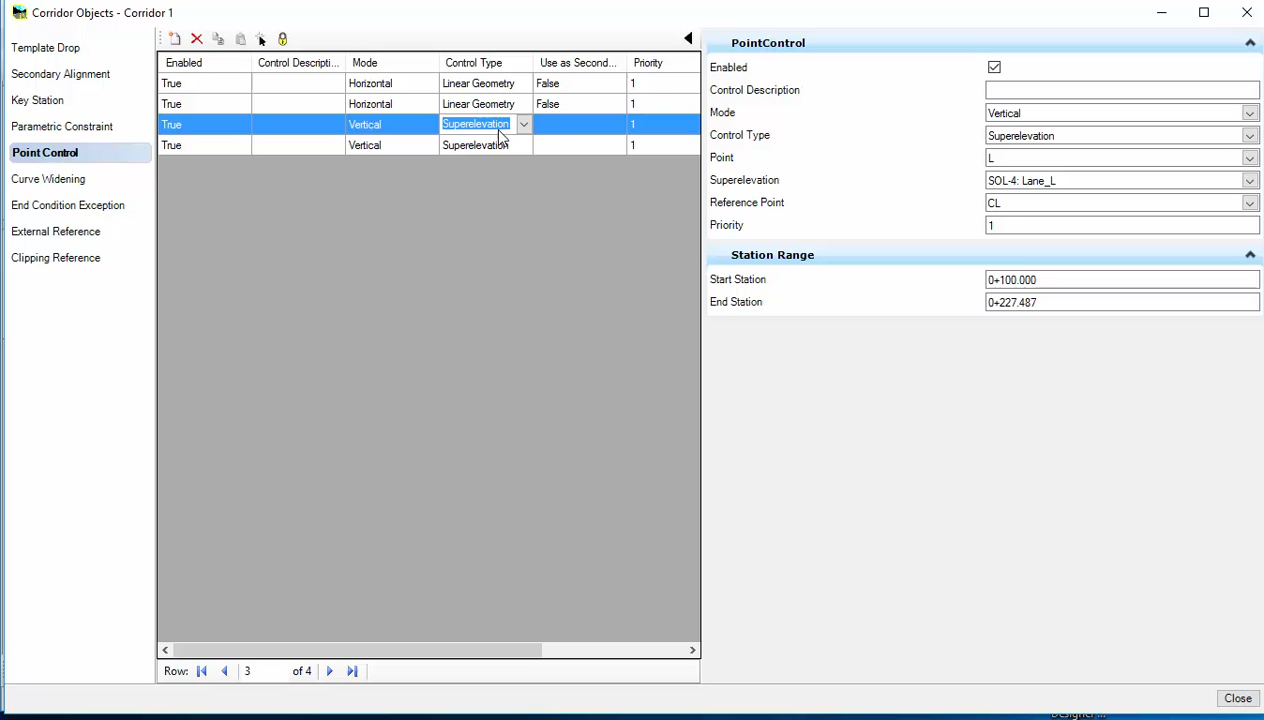 Corridor Objects - Corridor 1
Template Drop
Secondary Alignment
Key Station
Parametric Constraint
Point Control
Curve Widening
End Condition Exception
External Reference
Clipping Reference
Enabled Control Descripti... Mode Control Type Use as Second... Priority
True Horizontal Linear Geometry False 1
True Horizontal Linear Geometry False 1
True Vertical Superelevation 1
True Vertical Superelevation 1
Row: 3 of 4
PointControl
Enabled
Control Description
Mode Vertical
Control Type Superelevation
Point L
Superelevation SOL-4: Lane_L
Reference Point CL
Priority 1
Station Range
Start Station 0+100.000
End Station 0+227.487
Close
Designer ...